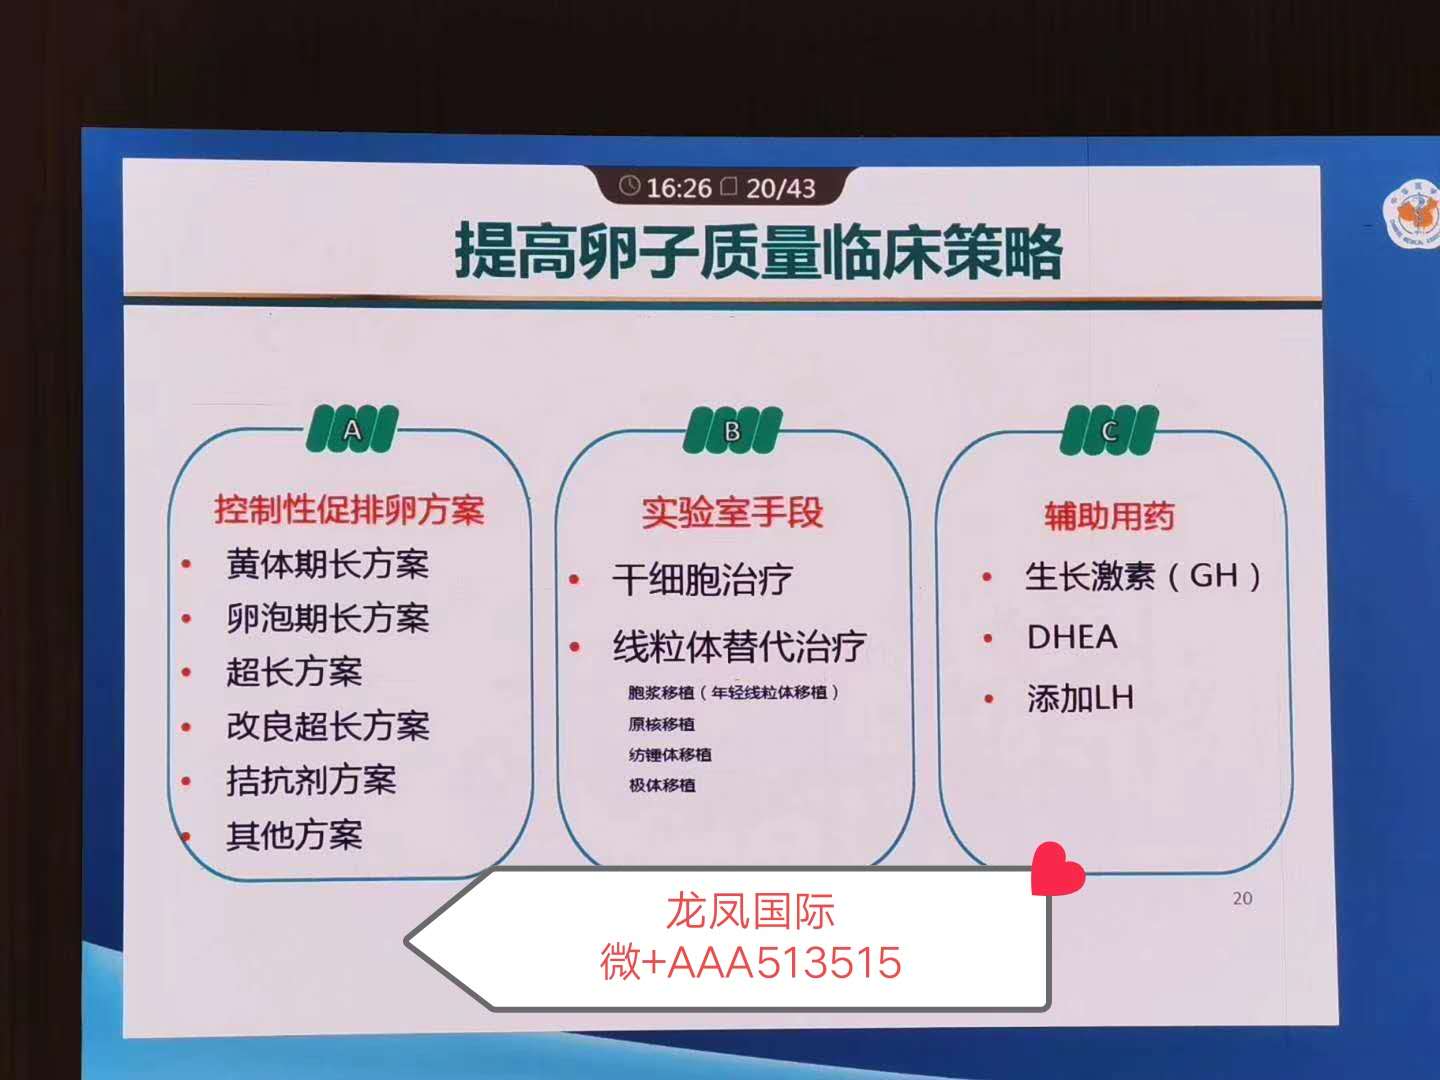 16:26 20/43
提高卵子质量临床策略
A
控制性促排卵方案
• 黄体期长方案
• 卵泡期长方案
• 超长方案
• 改良超长方案
• 拮抗剂方案
• 其他方案
B
实验室手段
• 干细胞治疗
• 线粒体替代治疗
胞浆移植（年轻线粒体移植）
原核移植
纺锤体移植
极体移植
C
辅助用药
• 生长激素（GH）
• DHEA
• 添加LH
20
龙凤国际
微+AAA513515